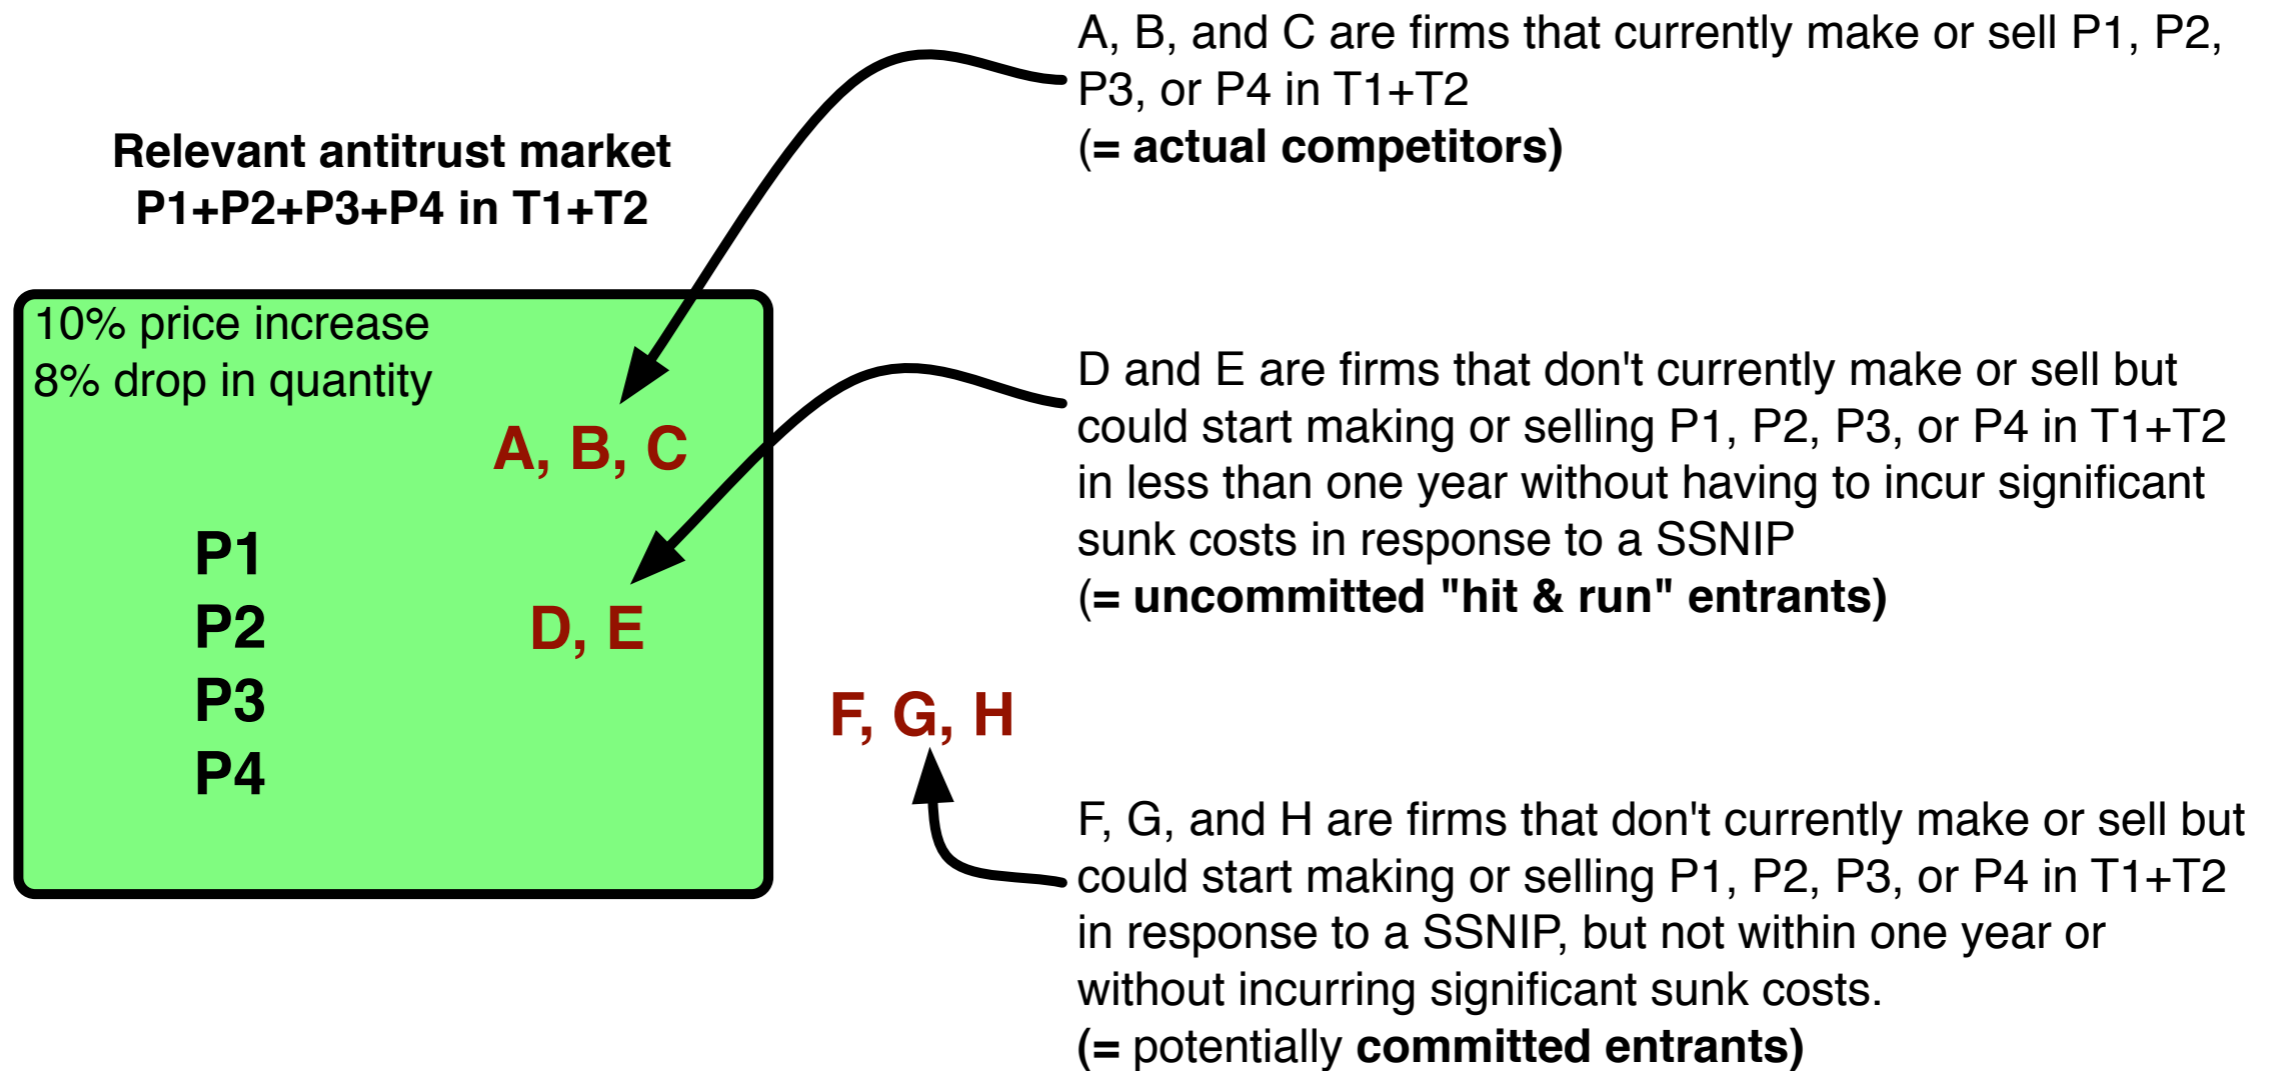 A, B, and C are firms that currently make or sell P1, P2,
P3, or P4 in T1+T2
(= actual competitors)
Relevant antitrust market
P1+P2+P3+P4 in T1+T2
10% price increase
8% drop in quantity
A, B, C
P1
P2
P3
P4
D, E
D and E are firms that don't currently make or sell but
could start making or selling P1, P2, P3, or P4 in T1+T2
in less than one year without having to incur significant
sunk costs in response to a SSNIP
(= uncommitted "hit & run" entrants)
F, G, H
F, G, and H are firms that don't currently make or sell but
could start making or selling P1, P2, P3, or P4 in T1+T2
in response to a SSNIP, but not within one year or
without incurring significant sunk costs.
(= potentially committed entrants)